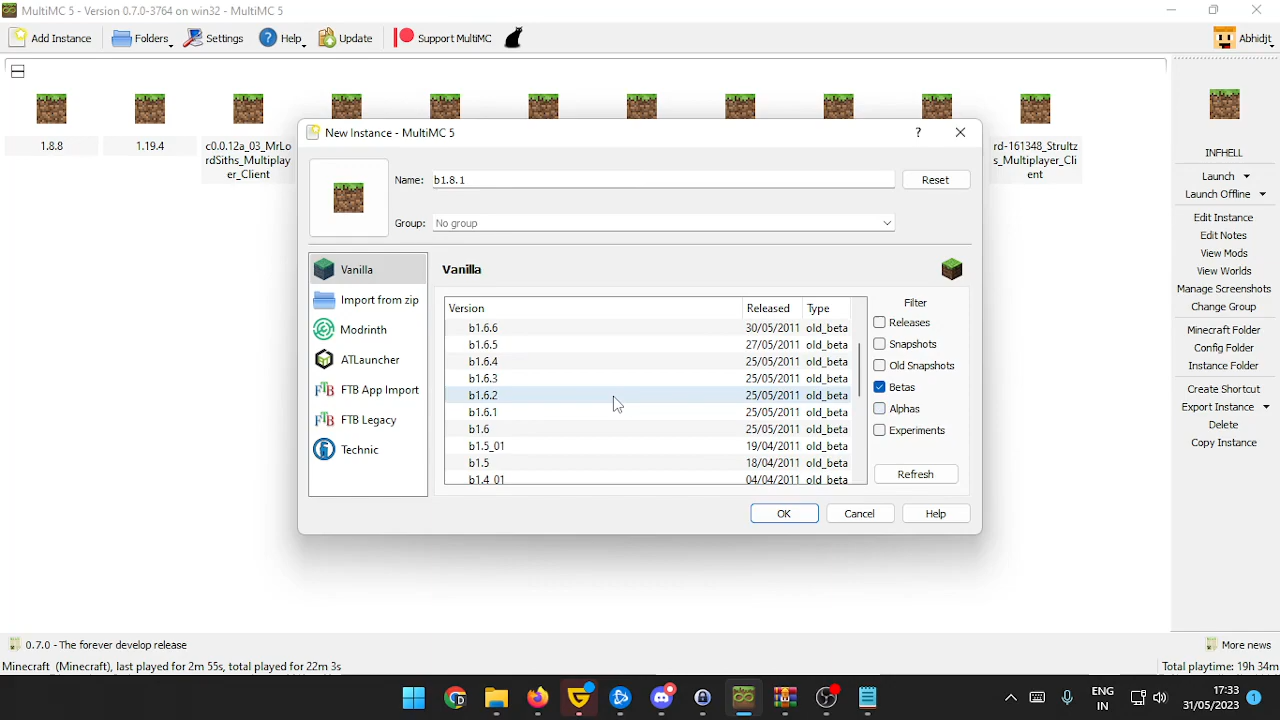 MultiMC 5 - Version 0.7.0-3764 on win32 - MultiMC 5
Add Instance Folders Settings Help Update Support MultiMC Abhidit
1.8.8
1.19.4
c0.0.12a_03_MrLo
rdSiths_Multiplay
er_Client
rd-161348_Strultz
s_Multiplayer_Cli
ent
New Instance - MultiMC 5
?
Name: b1.8.1 Reset
Group: No group
Vanilla
Import from zip
Modrinth
ATLauncher
FTB App Import
FTB Legacy
Technic
Vanilla
Version Released Type
b1.6.6 30/05/2011 old_beta
b1.6.5 27/05/2011 old_beta
b1.6.4 25/05/2011 old_beta
b1.6.3 25/05/2011 old_beta
b1.6.2 25/05/2011 old_beta
b1.6.1 25/05/2011 old_beta
b1.6 25/05/2011 old_beta
b1.5_01 19/04/2011 old_beta
b1.5 18/04/2011 old_beta
b1.4_01 04/04/2011 old_beta
Filter
Releases
Snapshots
Old Snapshots
Betas
Alphas
Experiments
Refresh
OK Cancel Help
INFHELL
Launch
Launch Offline
Edit Instance
Edit Notes
View Mods
View Worlds
Manage Screenshots
Change Group
Minecraft Folder
Config Folder
Instance Folder
Create Shortcut
Export Instance
Delete
Copy Instance
0.7.0 - The forever develop release More news
Minecraft (Minecraft), last played for 2m 55s, total played for 22m 3s Total playtime: 19h 34m
ENG
IN
17:33
31/05/2023
1